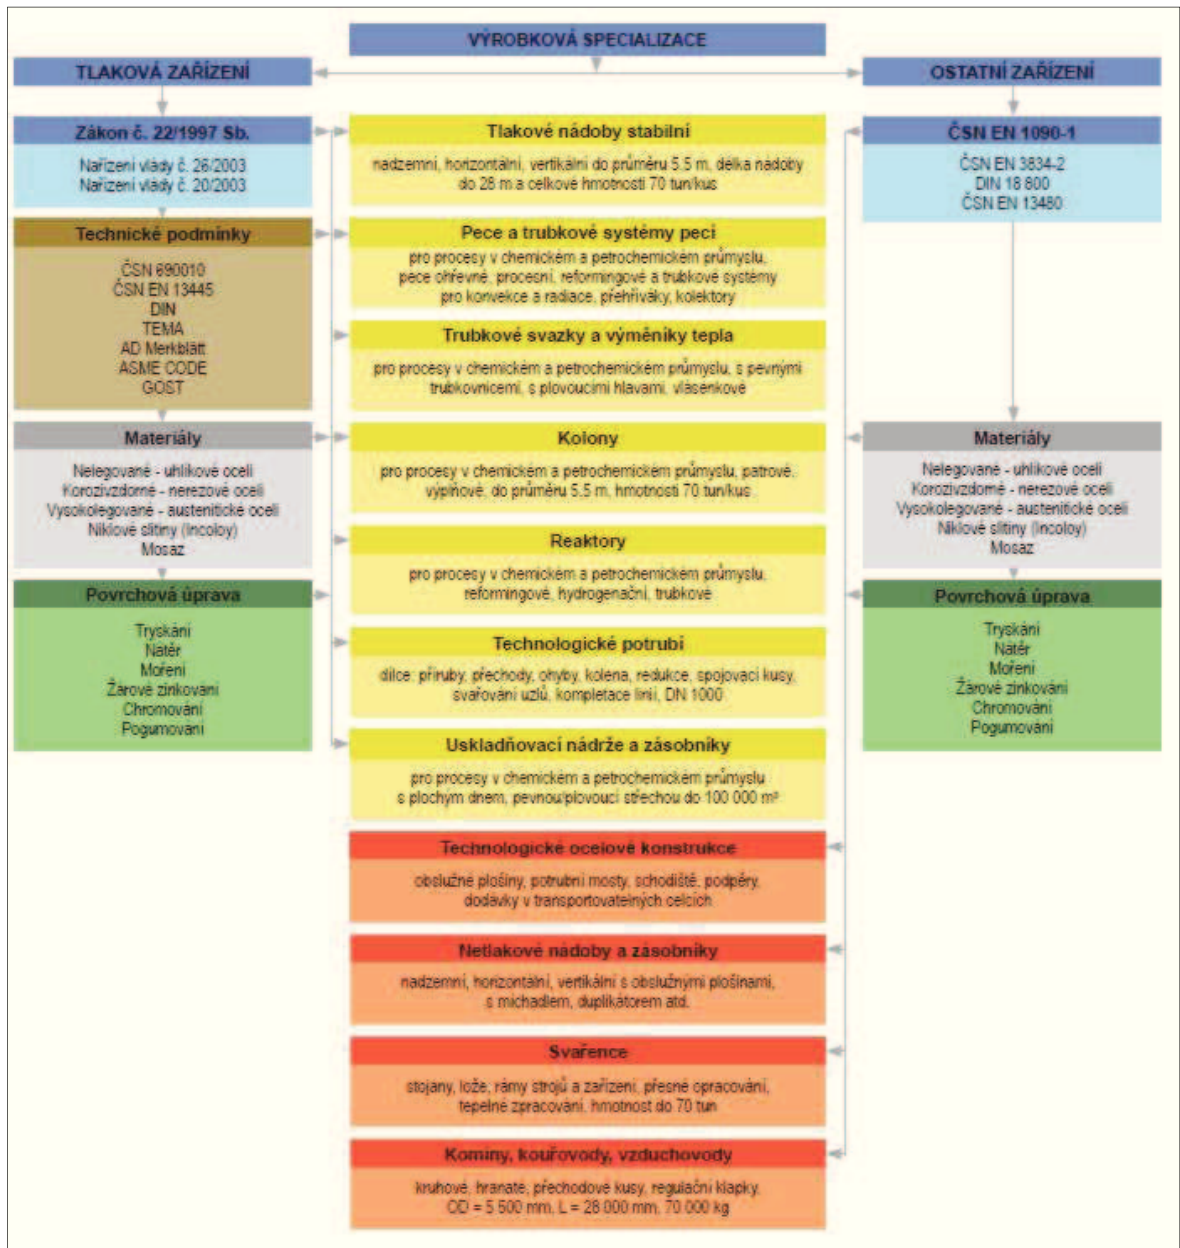 VÝROBKOVÁ SPECIALIZACE
TLAKOVÁ ZAŘÍZENÍ
Zákon č. 22/1997 Sb.
Nařízení vlády č. 26/2003
Nařízení vlády č. 20/2003
Technické podmínky
ČSN 690010
ČSN EN 13445
DIN
TEMA
AD Merkblätt
ASME CODE
GOST
Materiály
Nelegované - uhlíkové oceli
Korozivzdorné - nerezové oceli
Vysokolegované - austenitické oceli
Niklové slitiny (Incoloy)
Mosaz
Povrchová úprava
Tryskání
Nátěr
Moření
Žárové zinkování
Chromování
Pogumování
Tlakové nádoby stabilní
nadzemní, horizontální, vertikální do průměru 5.5 m, délka nádoby
do 28 m a celkové hmotnosti 70 tun/kus
Pece a trubkové systémy pecí
pro procesy v chemickém a petrochemickém průmyslu,
pece ohřevné, procesní, reformingové a trubkové systémy
pro konvekce a radiace, přehříváky, kolektory
Trubkové svazky a výměníky tepla
pro procesy v chemickém a petrochemickém průmyslu, s pevnými
trubkovnicemi, s plovoucími hlavami, vlásenkové
Kolony
pro procesy v chemickém a petrochemickém průmyslu, patrové,
výplňové, do průměru 5.5 m, hmotnosti 70 tun/kus
Reaktory
pro procesy v chemickém a petrochemickém průmyslu,
reformingové, hydrogenační, trubkové
Technologické potrubí
dílce: příruby, přechody, ohyby, kolena, redukce, spojovací kusy,
svařování uzlů, kompletace linií, DN 1000
Uskladňovací nádrže a zásobníky
pro procesy v chemickém a petrochemickém průmyslu
s plochým dnem, pevnou/plovoucí střechou do 100 000 m³
Technologické ocelové konstrukce
obslužné plošiny, potrubní mosty, schodiště, podpěry,
dodávky v transportovatelných celcích
Netlakové nádoby a zásobníky
nadzemní, horizontální, vertikální s obslužnými plošinami,
s míchadlem, duplikátorem atd.
Svařence
stojany, lože, rámy strojů a zařízení, přesné opracování,
tepelné zpracování, hmotnost do 70 tun
Komíny, kouřovody, vzduchovody
kruhové, hranaté, přechodové kusy, regulační klapky
OD = 5 500 mm, L = 28 000 mm, 70 000 kg
OSTATNÍ ZAŘÍZENÍ
ČSN EN 1090-1
ČSN EN 3834-2
DIN 18 800
ČSN EN 13480
Materiály
Nelegované - uhlíkové oceli
Korozivzdorné - nerezové oceli
Vysokolegované - austenitické oceli
Niklové slitiny (Incoloy)
Mosaz
Povrchová úprava
Tryskání
Nátěr
Moření
Žárové zinkování
Chromování
Pogumování